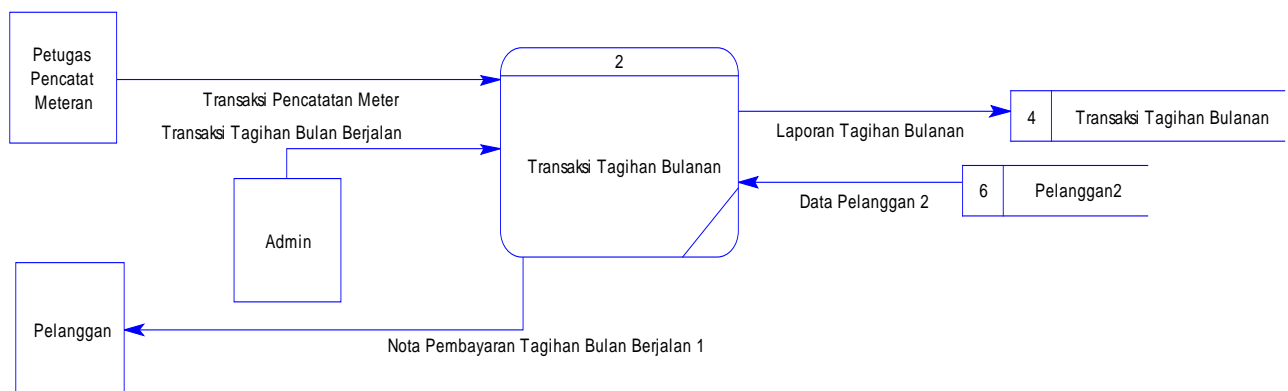 Petugas
Pencatat
Meteran
Transaksi Pencatatan Meter
Transaksi Tagihan Bulan Berjalan
Admin
Pelanggan
2
Transaksi Tagihan Bulanan
Nota Pembayaran Tagihan Bulan Berjalan 1
Laporan Tagihan Bulanan
4 Transaksi Tagihan Bulanan
Data Pelanggan 2
6 Pelanggan2